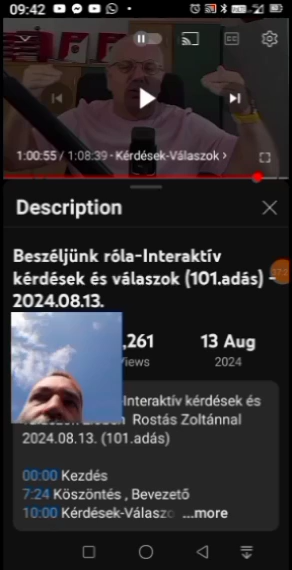 09:42
1:00:55 / 1:08:39 · Kérdések-Válaszok ›
Description
Beszéljünk róla-Interaktív
kérdések és válaszok (101.adás) -
2024.08.13.
,261 13 Aug
Views 2024
-Interaktív kérdések és
Rostás Zoltánnal
2024.08.13. (101.adás)
00:00 Kezdés
7:24 Köszöntés , Bevezető
10:00 Kérdések-Válaszo ...more